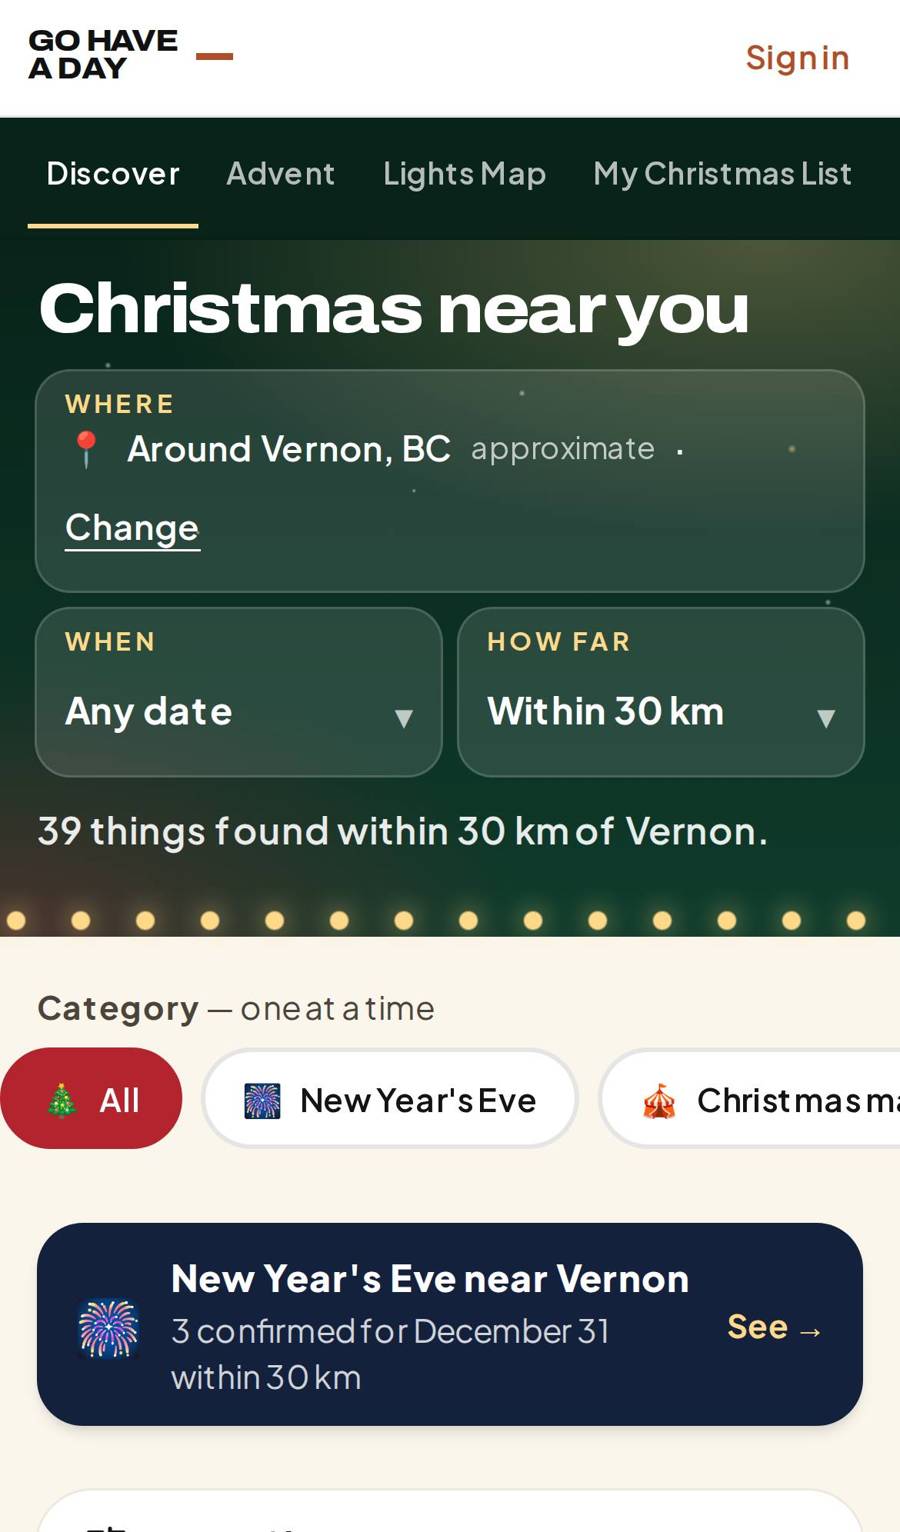 GO HAVE
A DAY
Sign in
Discover Advent Lights Map My Christmas List
Christmas near you
WHERE
Around Vernon, BC approximate ·
Change
WHEN
HOW FAR
Any date
Within 30 km
39 things found within 30 km of Vernon.
Category — one at a time
All
New Year's Eve
Christmas ma
New Year's Eve near Vernon
3 confirmed for December 31
within 30 km
See →